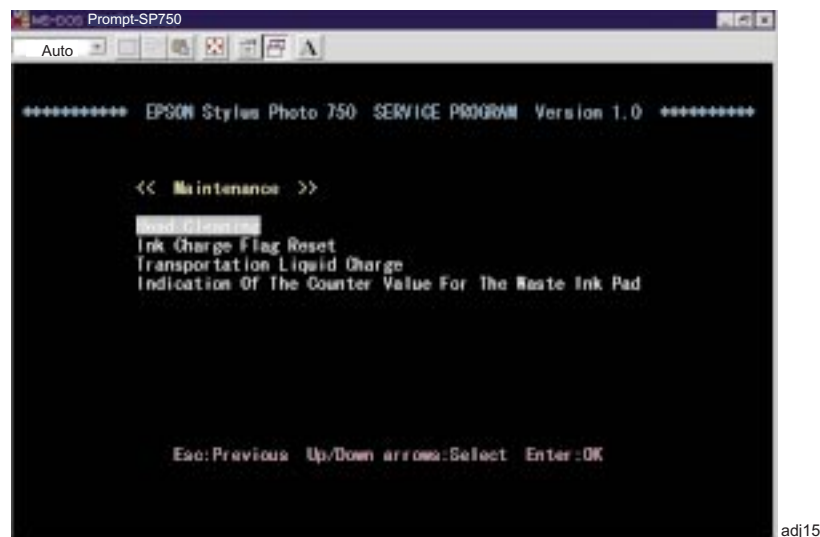 MS-DOS Prompt-SP750
Auto
A
*********** EPSON Stylus Photo 750 SERVICE PROGRAM Version 1.0 **********
<< Maintenance >>
Head Cleaning
Ink Charge Flag Reset
Transportation Liquid Charge
Indication Of The Counter Value For The Waste Ink Pad
Esc:Previous Up/Down arrows:Select Enter:OK
adj15